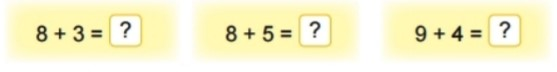 8 + 3 = ? 8 + 5 = ? 9 + 4 = ?